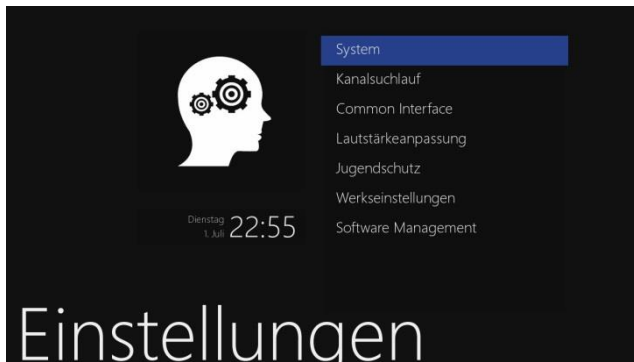 System
Kanalsuchlauf
Common Interface
Lautstärkeanpassung
Jugendschutz
Werkseinstellungen
Software Management
Dienstag
1. Juli
22:55
Einstellungen